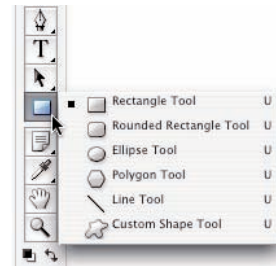 T
Rectangle Tool U
Rounded Rectangle Tool U
Ellipse Tool U
Polygon Tool U
Line Tool U
Custom Shape Tool U